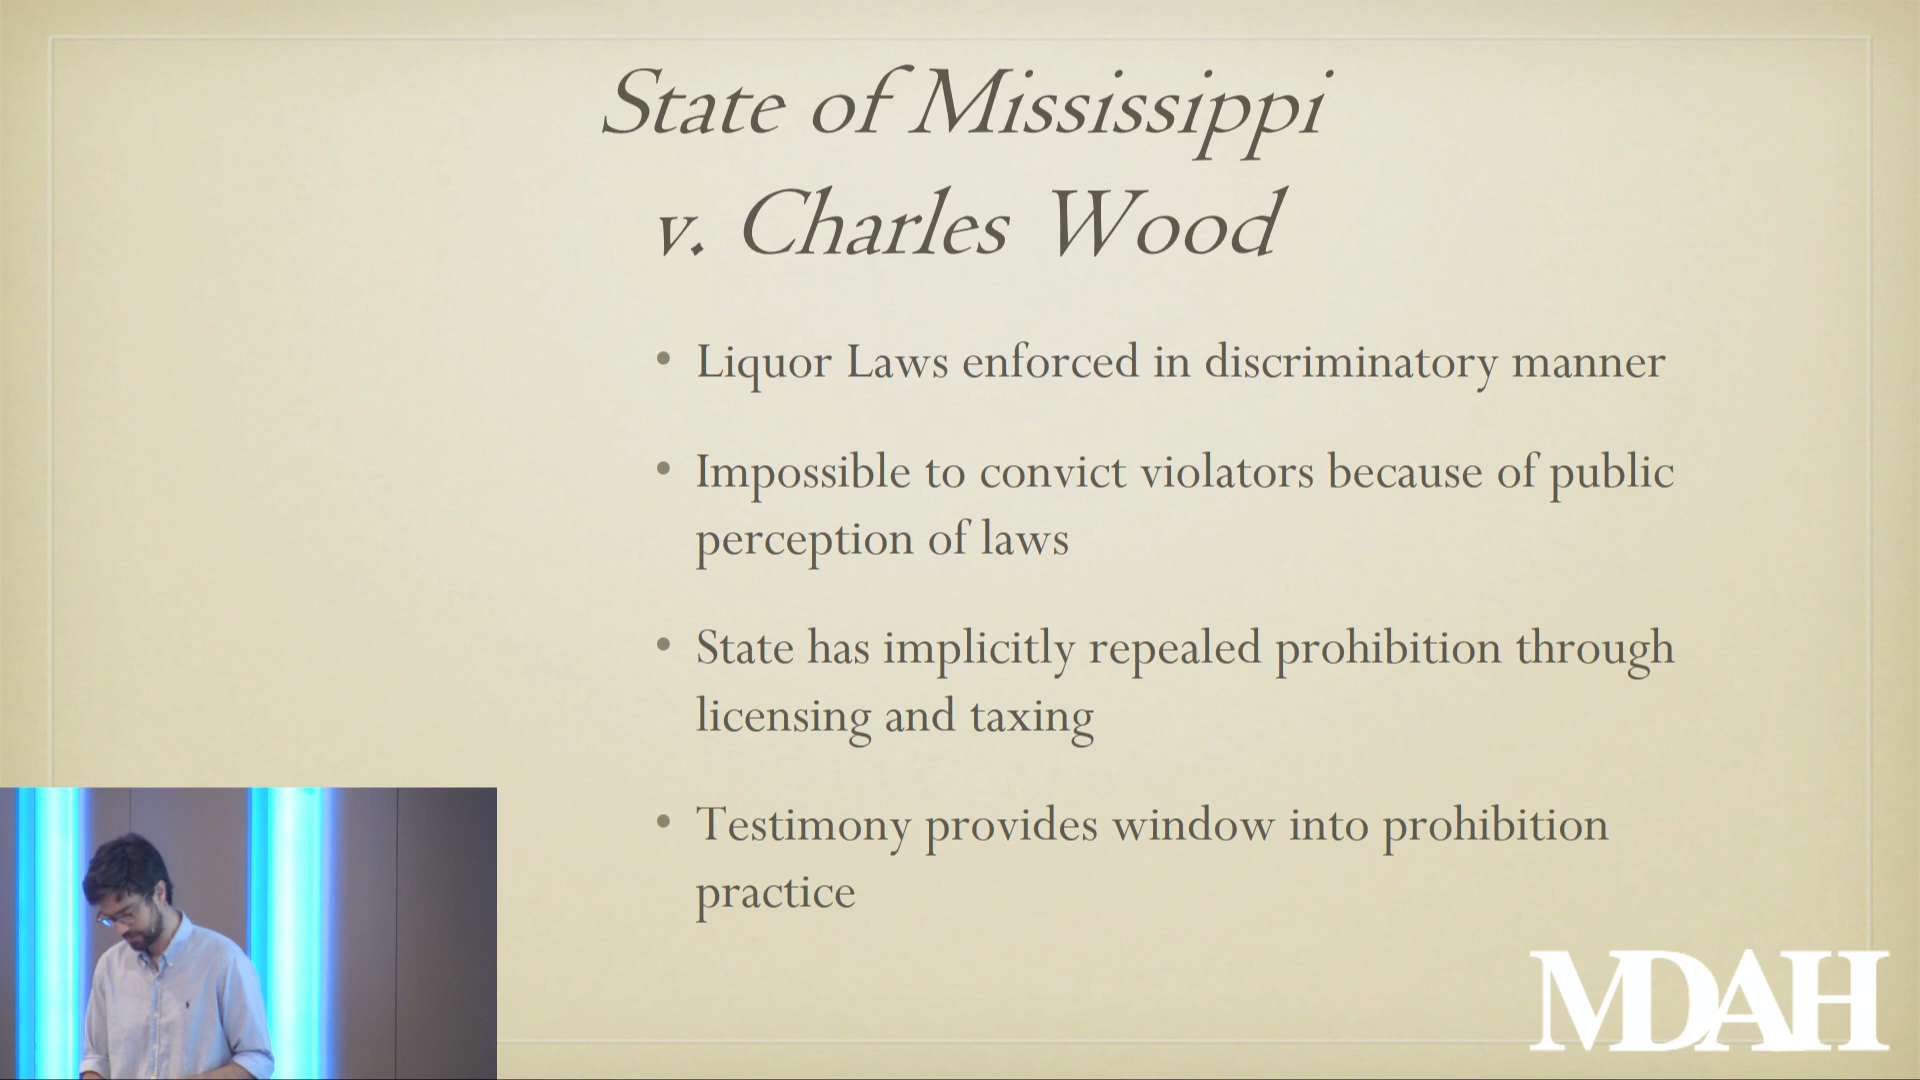 State of Mississippi
v. Charles Wood
• Liquor Laws enforced in discriminatory manner
• Impossible to convict violators because of public
perception of laws
• State has implicitly repealed prohibition through
licensing and taxing
• Testimony provides window into prohibition
practice
MDAH